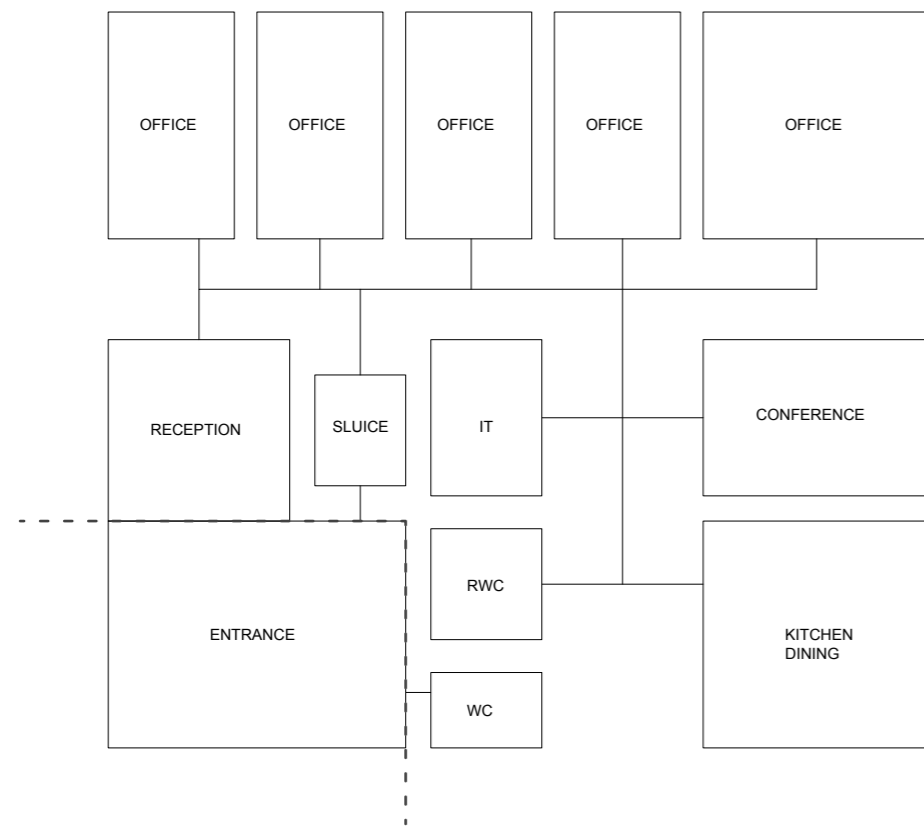 OFFICE
OFFICE
OFFICE
OFFICE
OFFICE
RECEPTION
SLUICE
IT
CONFERENCE
RWC
ENTRANCE
KITCHEN
DINING
WC